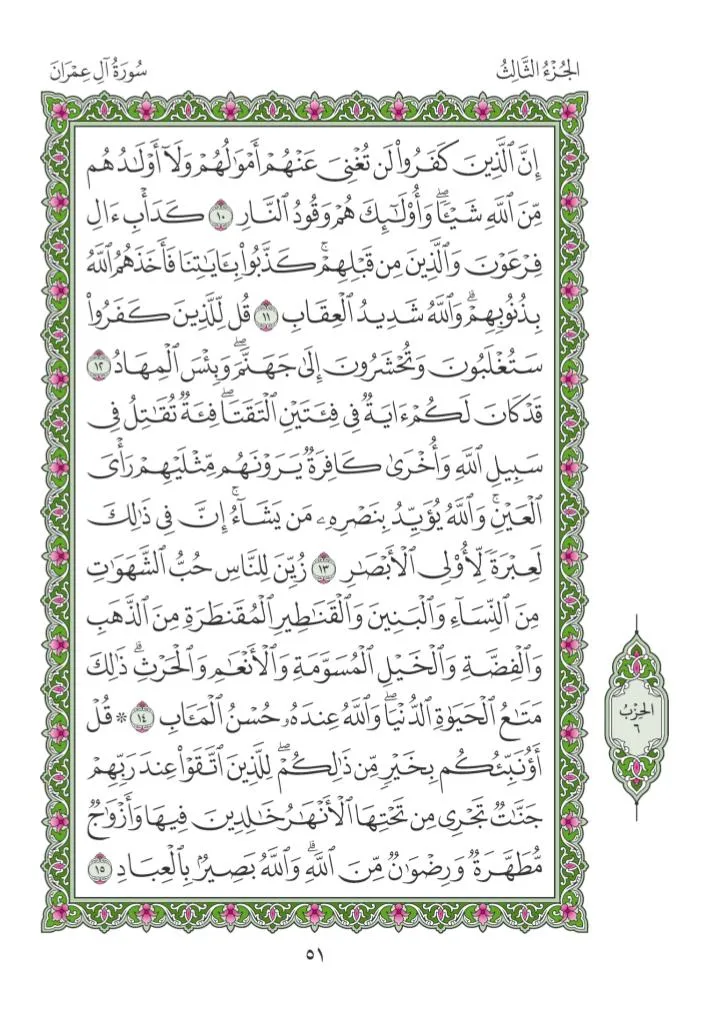 الجُزْءُ الثَّالِثُ
سُورَةُ آلِ عِمْرَانَ
إِنَّ ٱلَّذِينَ كَفَرُواْ لَن تُغْنِىَ عَنْهُمْ أَمْوَٰلُهُمْ وَلَآ أَوْلَٰدُهُم
مِّنَ ٱللَّهِ شَيْـًٔاۖ وَأُوْلَٰٓئِكَ هُمْ وَقُودُ ٱلنَّارِ ١٠ كَدَأْبِ ءَالِ
فِرْعَوْنَ وَٱلَّذِينَ مِن قَبْلِهِمْۚ كَذَّبُواْ بِـَٔايَٰتِنَا فَأَخَذَهُمُ ٱللَّهُ
بِذُنُوبِهِمْۗ وَٱللَّهُ شَدِيدُ ٱلْعِقَابِ ١١ قُل لِّلَّذِينَ كَفَرُواْ
سَتُغْلَبُونَ وَتُحْشَرُونَ إِلَىٰ جَهَنَّمَۖ وَبِئْسَ ٱلْمِهَادُ ١٢
قَدْ كَانَ لَكُمْ ءَايَةٌ فِى فِئَتَيْنِ ٱلْتَقَتَاۖ فِئَةٌ تُقَٰتِلُ فِى
سَبِيلِ ٱللَّهِ وَأُخْرَىٰ كَافِرَةٌ يَرَوْنَهُم مِّثْلَيْهِمْ رَأْىَ
ٱلْعَيْنِۚ وَٱللَّهُ يُؤَيِّدُ بِنَصْرِهِۦ مَن يَشَآءُۚ إِنَّ فِى ذَٰلِكَ
لَعِبْرَةً لِّأُوْلِى ٱلْأَبْصَٰرِ ١٣ زُيِّنَ لِلنَّاسِ حُبُّ ٱلشَّهَوَٰتِ
مِنَ ٱلنِّسَآءِ وَٱلْبَنِينَ وَٱلْقَنَٰطِيرِ ٱلْمُقَنطَرَةِ مِنَ ٱلذَّهَبِ
وَٱلْفِضَّةِ وَٱلْخَيْلِ ٱلْمُسَوَّمَةِ وَٱلْأَنْعَٰمِ وَٱلْحَرْثِۗ ذَٰلِكَ
مَتَٰعُ ٱلْحَيَوٰةِ ٱلدُّنْيَاۖ وَٱللَّهُ عِندَهُۥ حُسْنُ ٱلْمَـَٔابِ ١٤ ۞ قُلْ
أَؤُنَبِّئُكُم بِخَيْرٍ مِّن ذَٰلِكُمْۖ لِلَّذِينَ ٱتَّقَوْاْ عِندَ رَبِّهِمْ
جَنَّٰتٌ تَجْرِى مِن تَحْتِهَا ٱلْأَنْهَٰرُ خَٰلِدِينَ فِيهَا وَأَزْوَٰجٌ
مُّطَهَّرَةٌ وَرِضْوَٰنٌ مِّنَ ٱللَّهِۗ وَٱللَّهُ بَصِيرٌۢ بِٱلْعِبَادِ ١٥
الحِزْبُ
٦
٥١